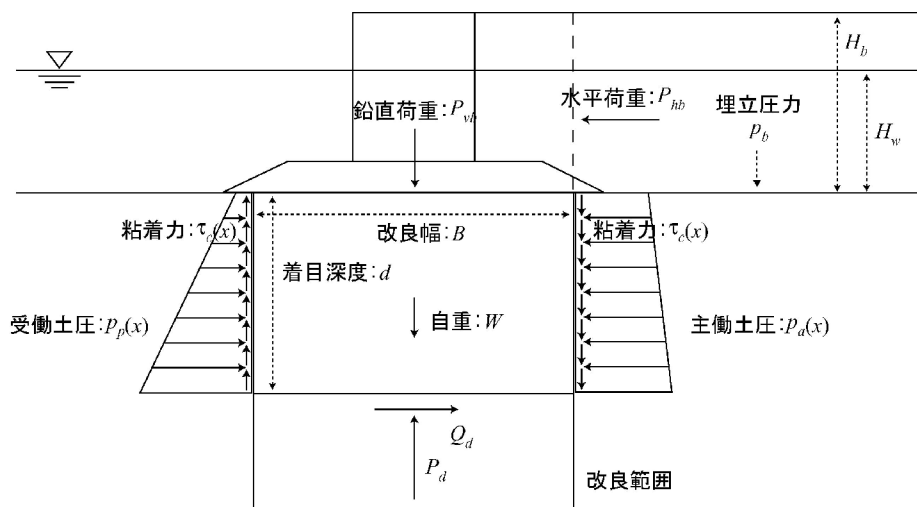 H_b
鉛直荷重：P_vb
水平荷重：P_hb
埋立圧力
p_b
H_w
粘着力：τ_c(x)
改良幅：B
粘着力：τ_c(x)
着目深度：d
受働土圧：p_p(x)
自重：W
主働土圧：p_a(x)
Q_d
P_d
改良範囲